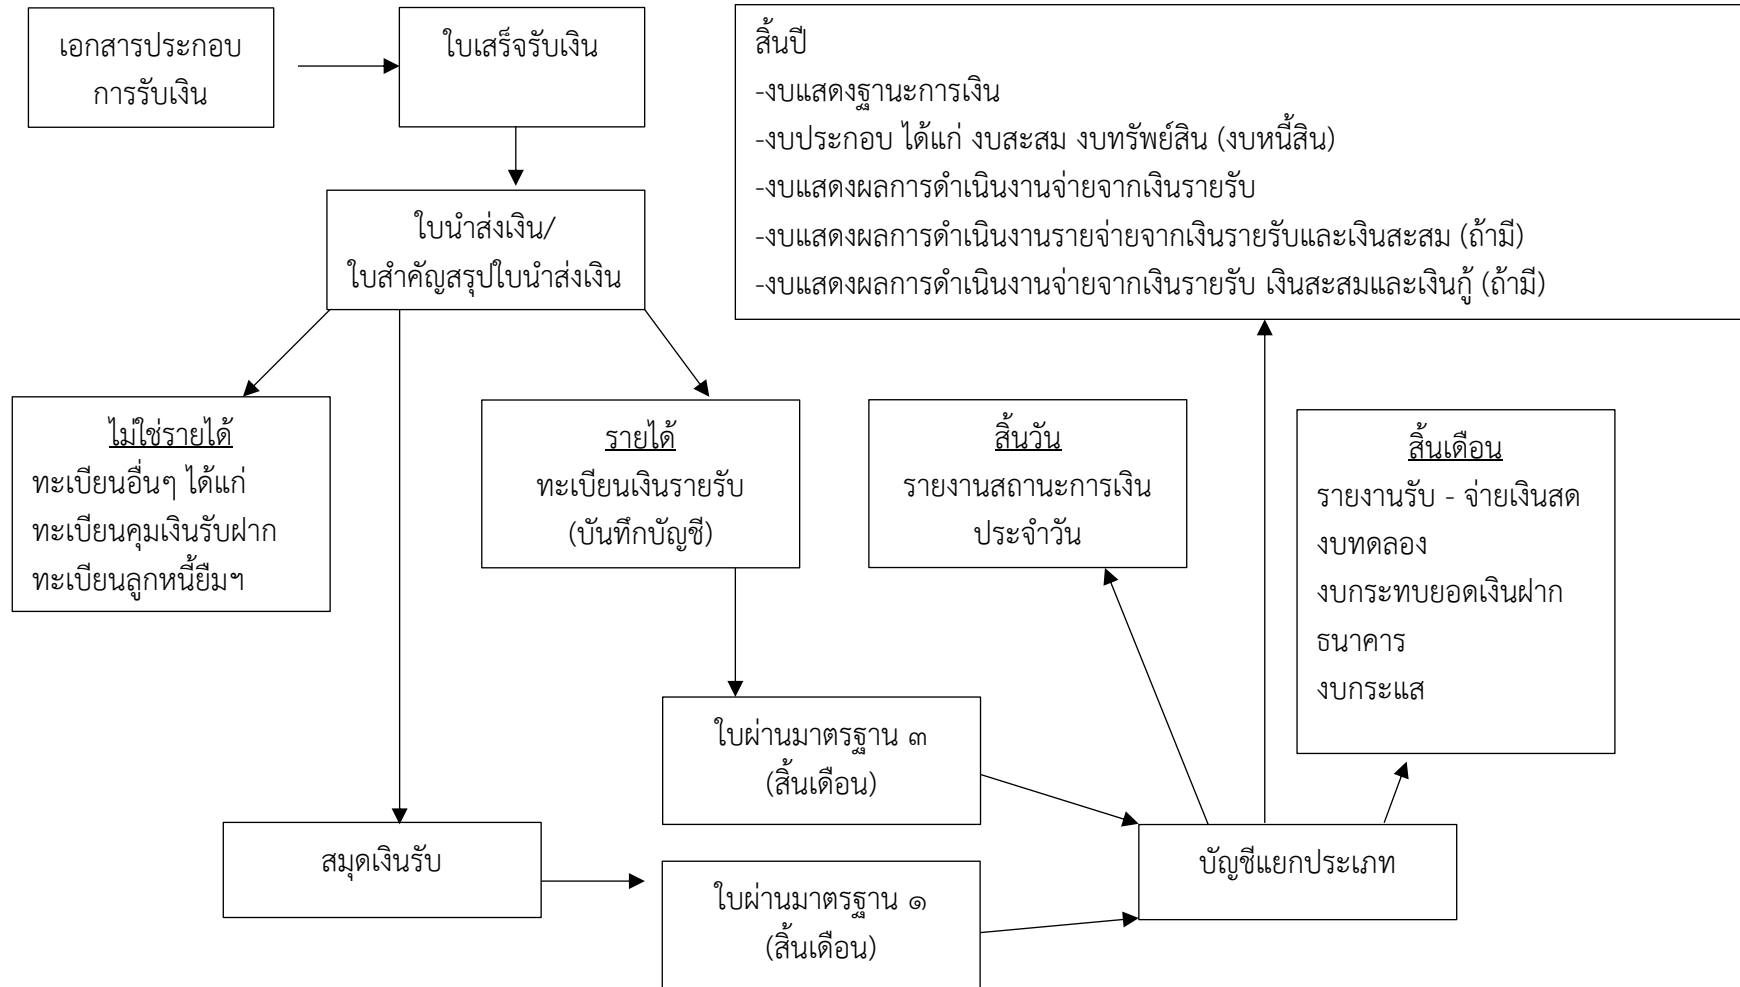 เอกสารประกอบ
การรับเงิน
ใบเสร็จรับเงิน
สิ้นปี
-งบแสดงฐานะการเงิน
-งบประกอบ ได้แก่ งบสะสม งบทรัพย์สิน (งบหนี้สิน)
-งบแสดงผลการดำเนินงานจ่ายจากเงินรายรับ
-งบแสดงผลการดำเนินงานรายจ่ายจากเงินรายรับและเงินสะสม (ถ้ามี)
-งบแสดงผลการดำเนินงานจ่ายจากเงินรายรับ เงินสะสมและเงินกู้ (ถ้ามี)
ใบนำส่งเงิน/
ใบสำคัญสรุปใบนำส่งเงิน
ไม่ใช่รายได้
ทะเบียนอื่นๆ ได้แก่
ทะเบียนคุมเงินรับฝาก
ทะเบียนลูกหนี้ยืมฯ
รายได้
ทะเบียนเงินรายรับ
(บันทึกบัญชี)
สิ้นวัน
รายงานสถานะการเงิน
ประจำวัน
สิ้นเดือน
รายงานรับ - จ่ายเงินสด
งบทดลอง
งบกระทบยอดเงินฝาก
ธนาคาร
งบกระแส
ใบผ่านมาตรฐาน ๓
(สิ้นเดือน)
สมุดเงินรับ
ใบผ่านมาตรฐาน ๑
(สิ้นเดือน)
บัญชีแยกประเภท